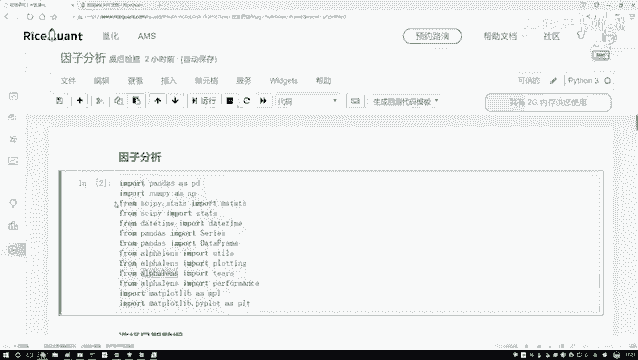 RiceQuant 量化 AMS 预约路演 帮助文档 社区
因子分析 最后检查 2 小时前 (自动保存)
文件 编辑 查看 插入 单元格 服务 Widgets 帮助 可信的 Python 3
运行 代码 生成回测代码模板
因子分析
In [2]: import pandas as pd
import numpy as np
from scipy.stats import mstats
from scipy import stats
from datetime import datetime
from pandas import Series
from pandas import DataFrame
from alphalens import utils
from alphalens import plotting
from alphalens import tears
from alphalens import performance
import matplotlib as mpl
import matplotlib.pyplot as plt